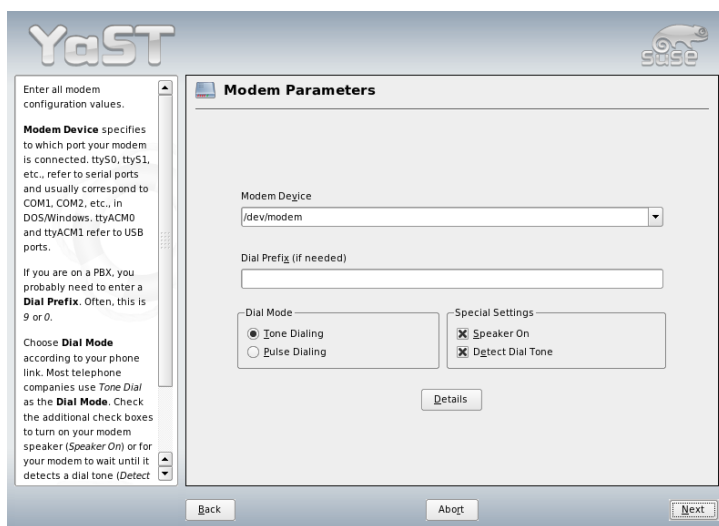 YaST
SUSE
Enter all modem
configuration values.
Modem Device specifies
to which port your modem
is connected. ttyS0, ttyS1,
etc., refer to serial ports
and usually correspond to
COM1, COM2, etc., in
DOS/Windows. ttyACM0
and ttyACM1 refer to USB
ports.
If you are on a PBX, you
probably need to enter a
Dial Prefix. Often, this is
9 or 0.
Choose Dial Mode
according to your phone
link. Most telephone
companies use Tone Dial
as the Dial Mode. Check
the additional check boxes
to turn on your modem
speaker (Speaker On) or for
your modem to wait until it
detects a dial tone (Detect
Modem Parameters
Modem Device
/dev/modem
Dial Prefix (if needed)
Dial Mode
Tone Dialing
Pulse Dialing
Special Settings
Speaker On
Detect Dial Tone
Details
Back
Abort
Next